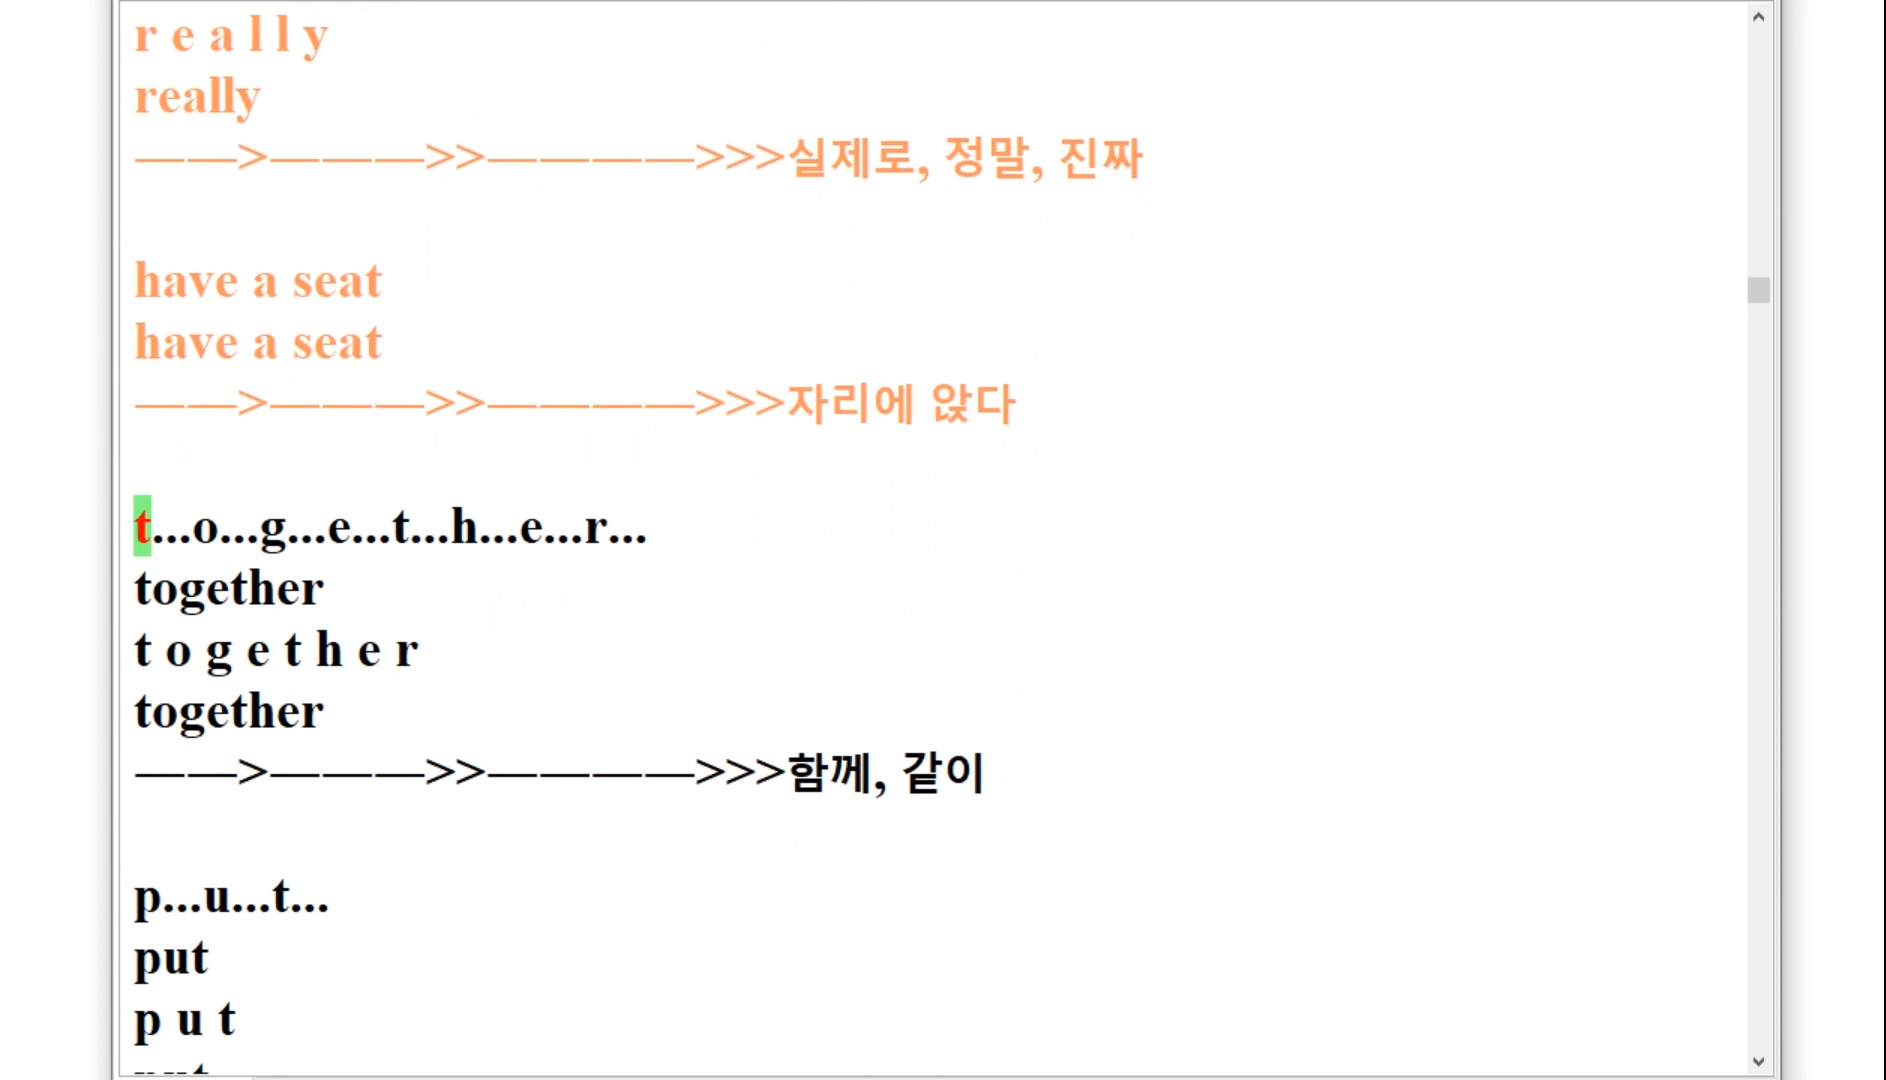 r e a l l y
really
——>———>>————>>>실제로, 정말, 진짜
have a seat
have a seat
——>———>>————>>>자리에 앉다
t...o...g...e...t...h...e...r...
together
t o g e t h e r
together
——>———>>————>>>함께, 같이
p...u...t...
put
p u t